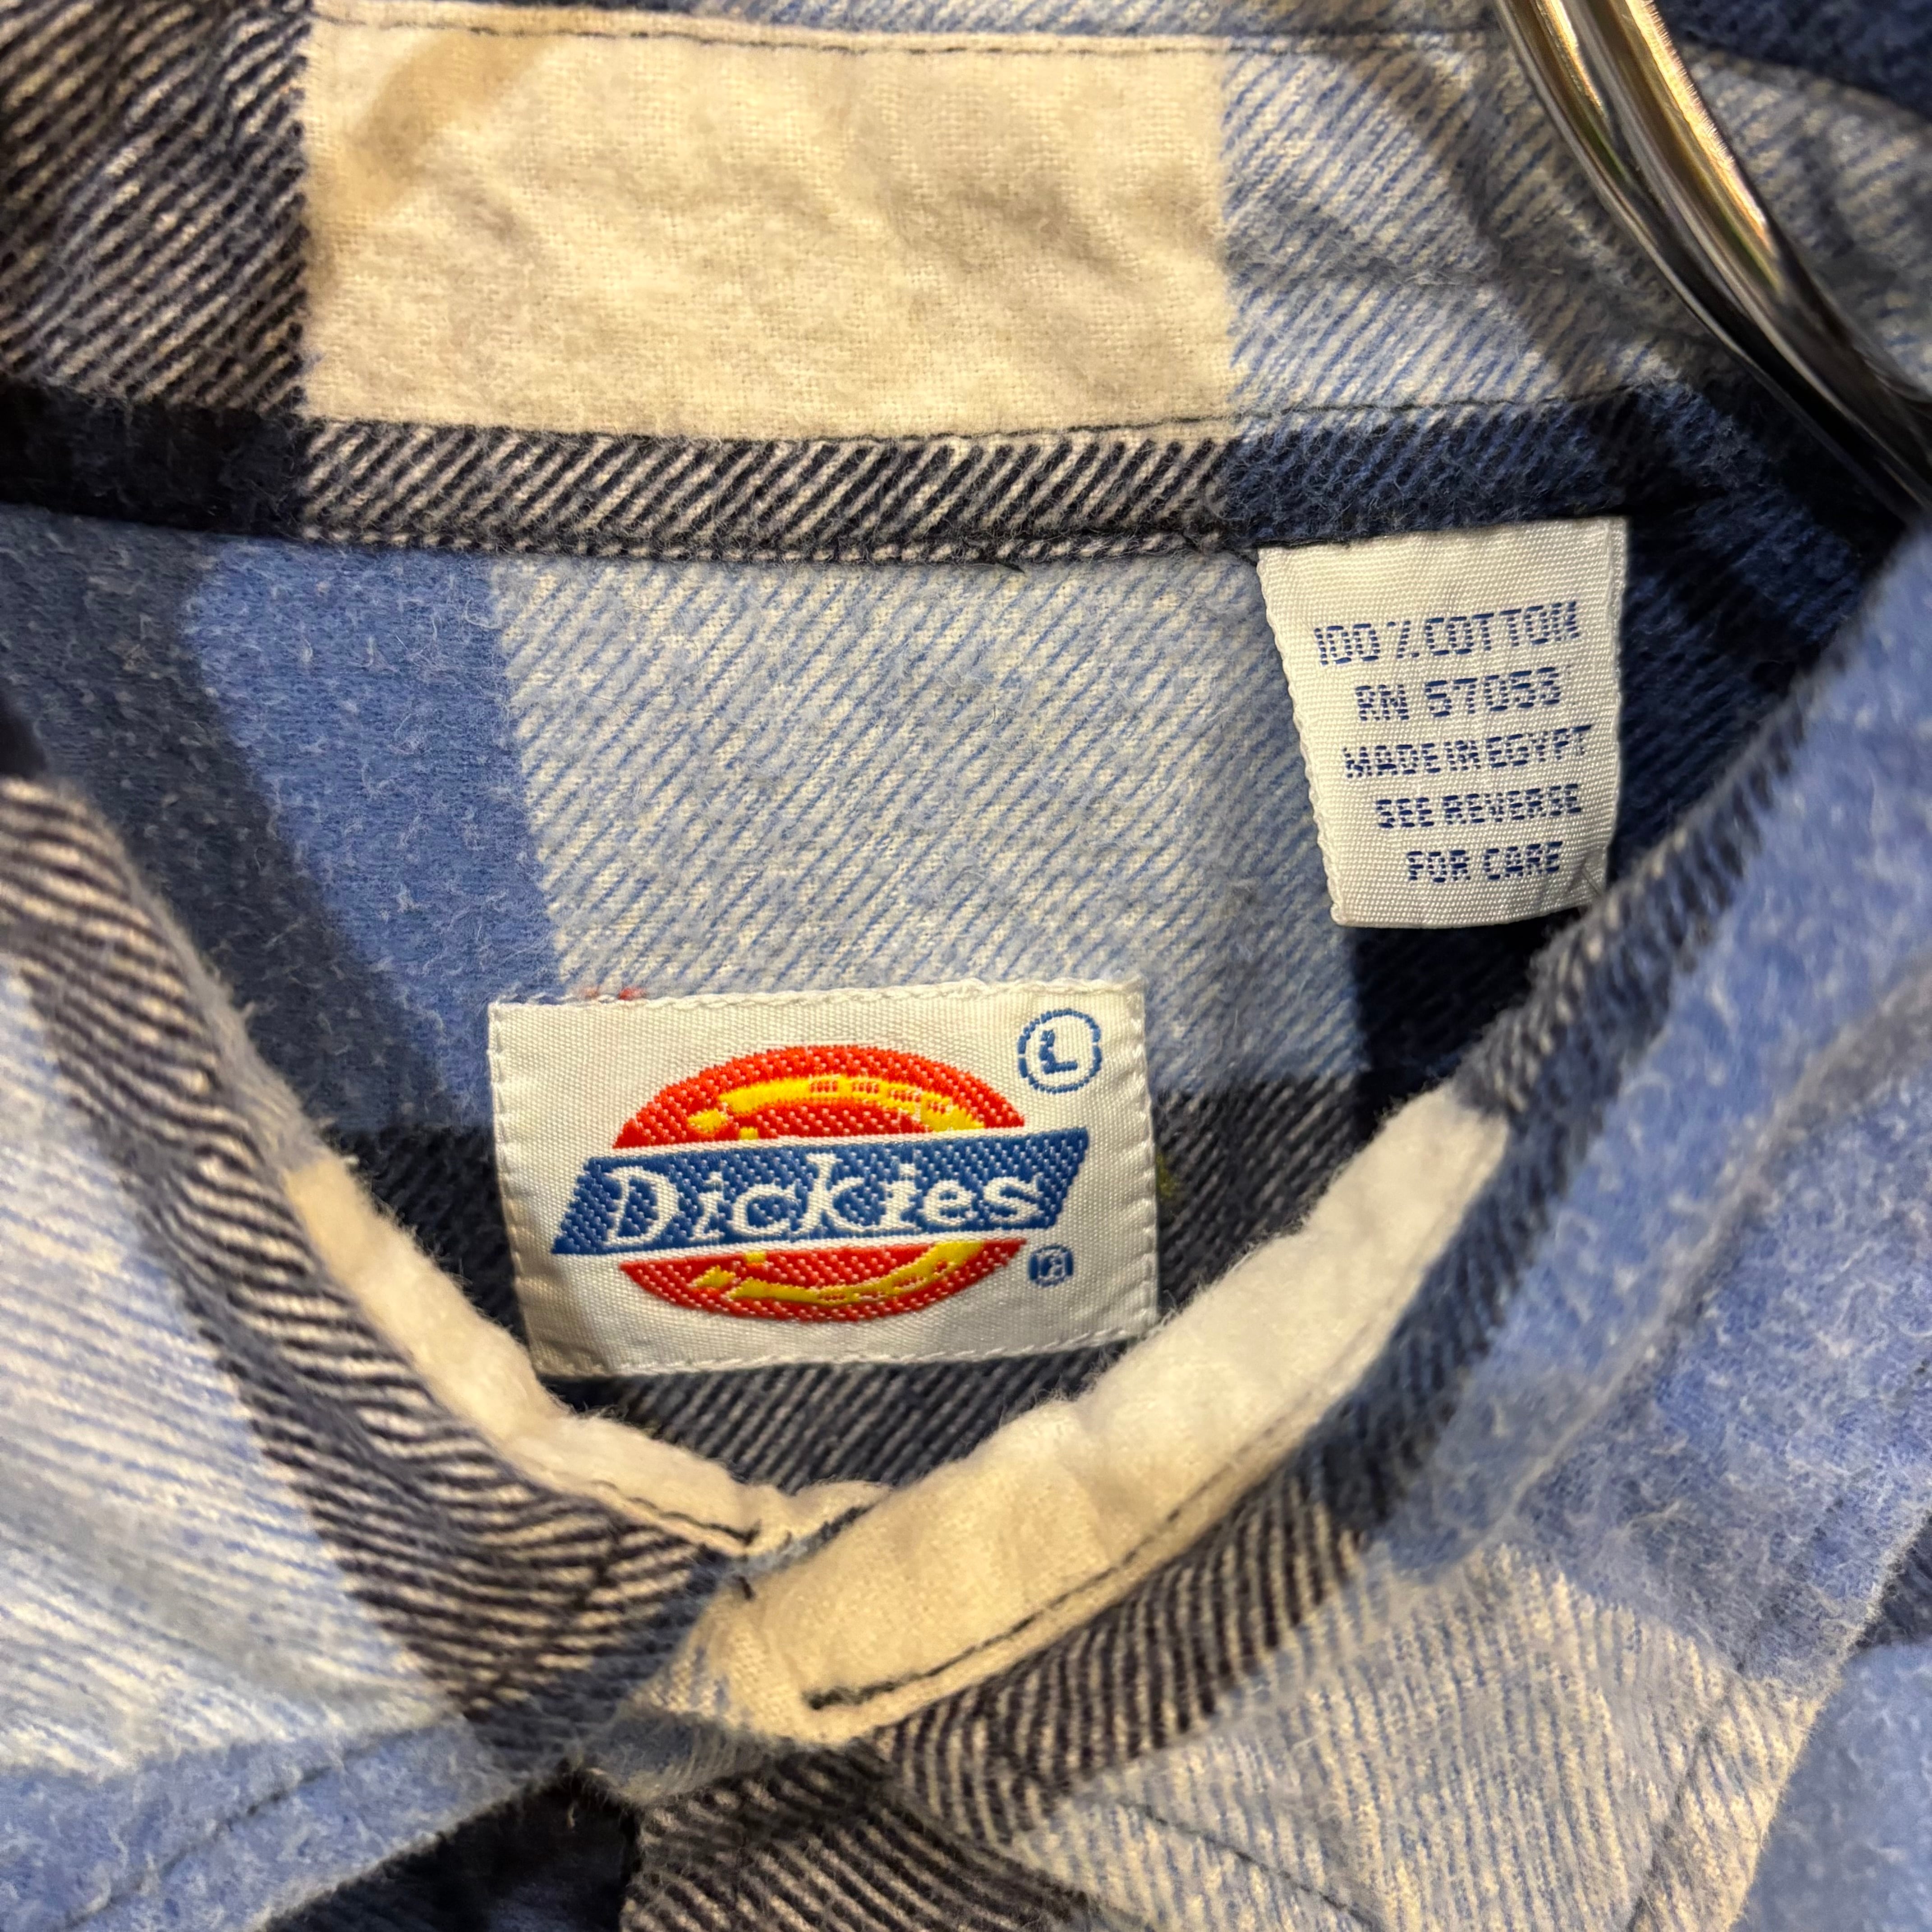 100% COTTON
RN 57053
MADE IN EGYPT
SEE REVERSE
FOR CARE
L
Dickies
®